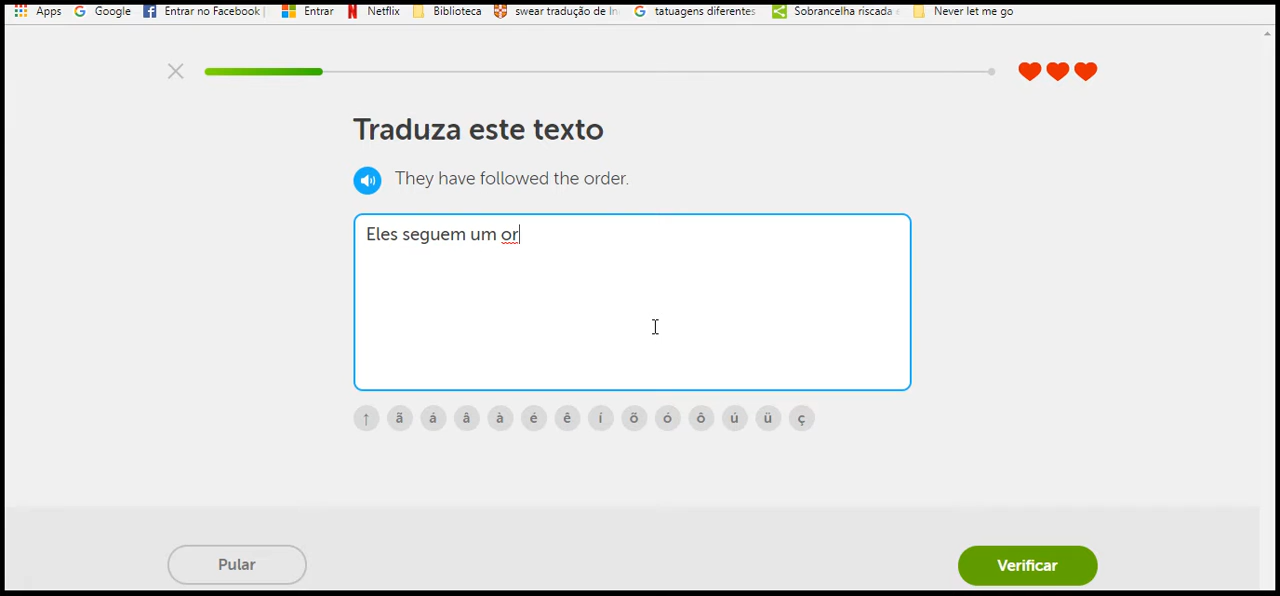 Apps Google Entrar no Facebook Entrar Netflix Biblioteca swear tradução de In tatuagens diferentes Sobrancelha riscada Never let me go
Traduza este texto
They have followed the order.
Eles seguem um or
↑ ã á â à é ê í õ ó ô ú ü ç
Pular Verificar